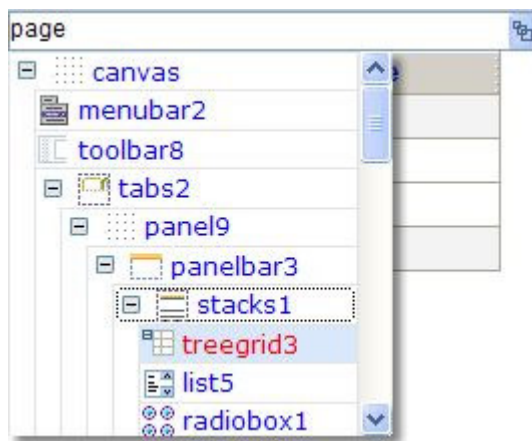 page
canvas
menubar2
toolbar8
tabs2
panel9
panelbar3
stacks1
treegrid3
list5
radiobox1